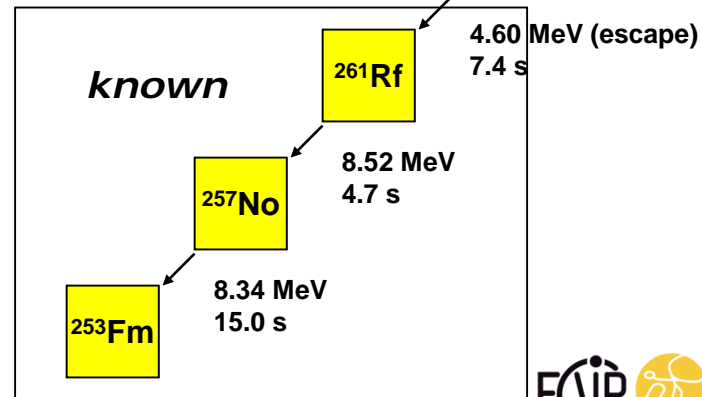 4.60 MeV (escape)
7.4 s
known
²⁶¹Rf
8.52 MeV
4.7 s
²⁵⁷No
8.34 MeV
15.0 s
²⁵³Fm
FAIR